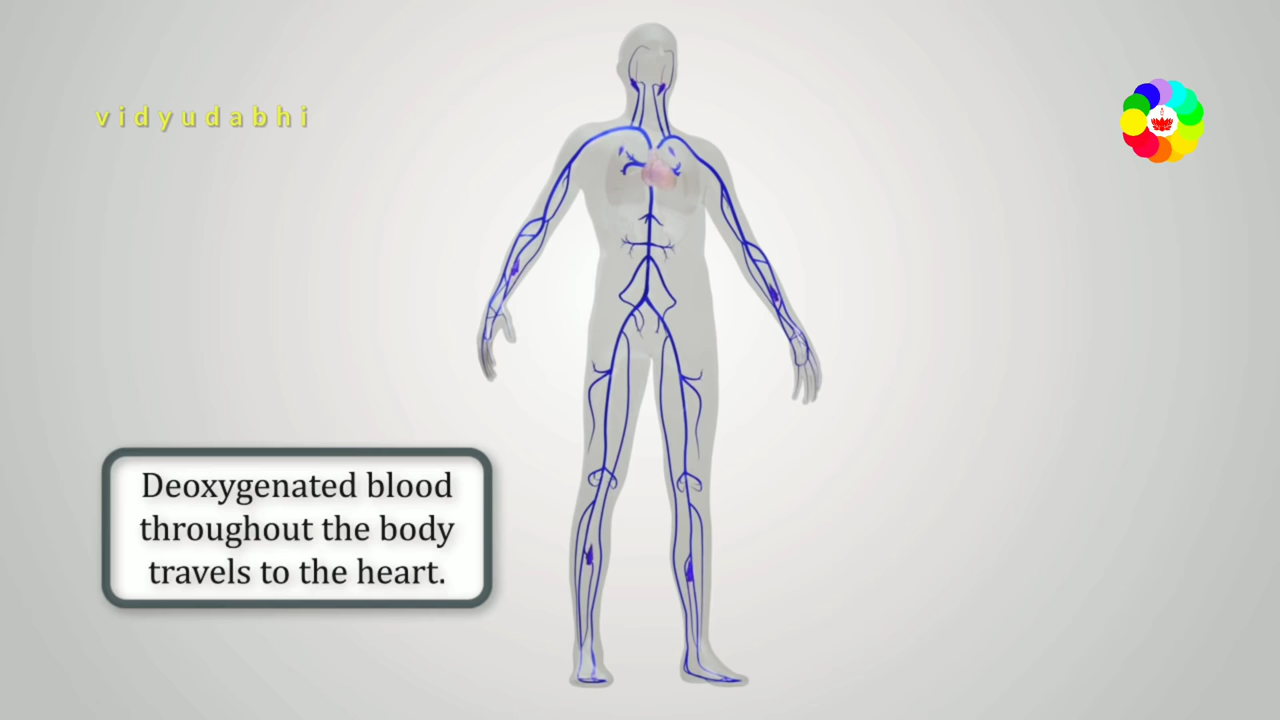 vidyudabhi
Deoxygenated blood
throughout the body
travels to the heart.